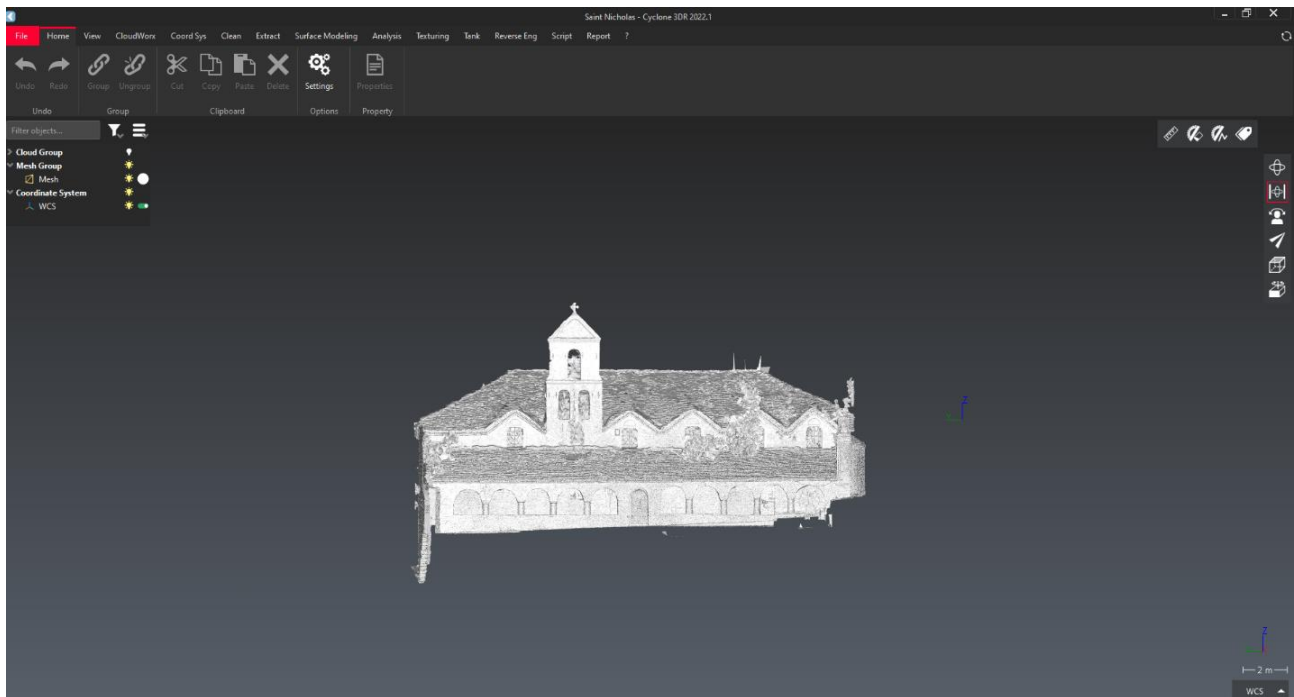 Saint Nicholas - Cyclone 3DR 2022.1
File Home View CloudWorx Coord Sys Clean Extract Surface Modeling Analysis Texturing Tank Reverse Eng Script Report ?
Undo Redo Group Ungroup Cut Copy Paste Delete Settings Properties
Undo Group Clipboard Options Property
Filter objects...
Cloud Group
Mesh Group
Mesh
Coordinate System
WCS
Z
Z
2 m
WCS